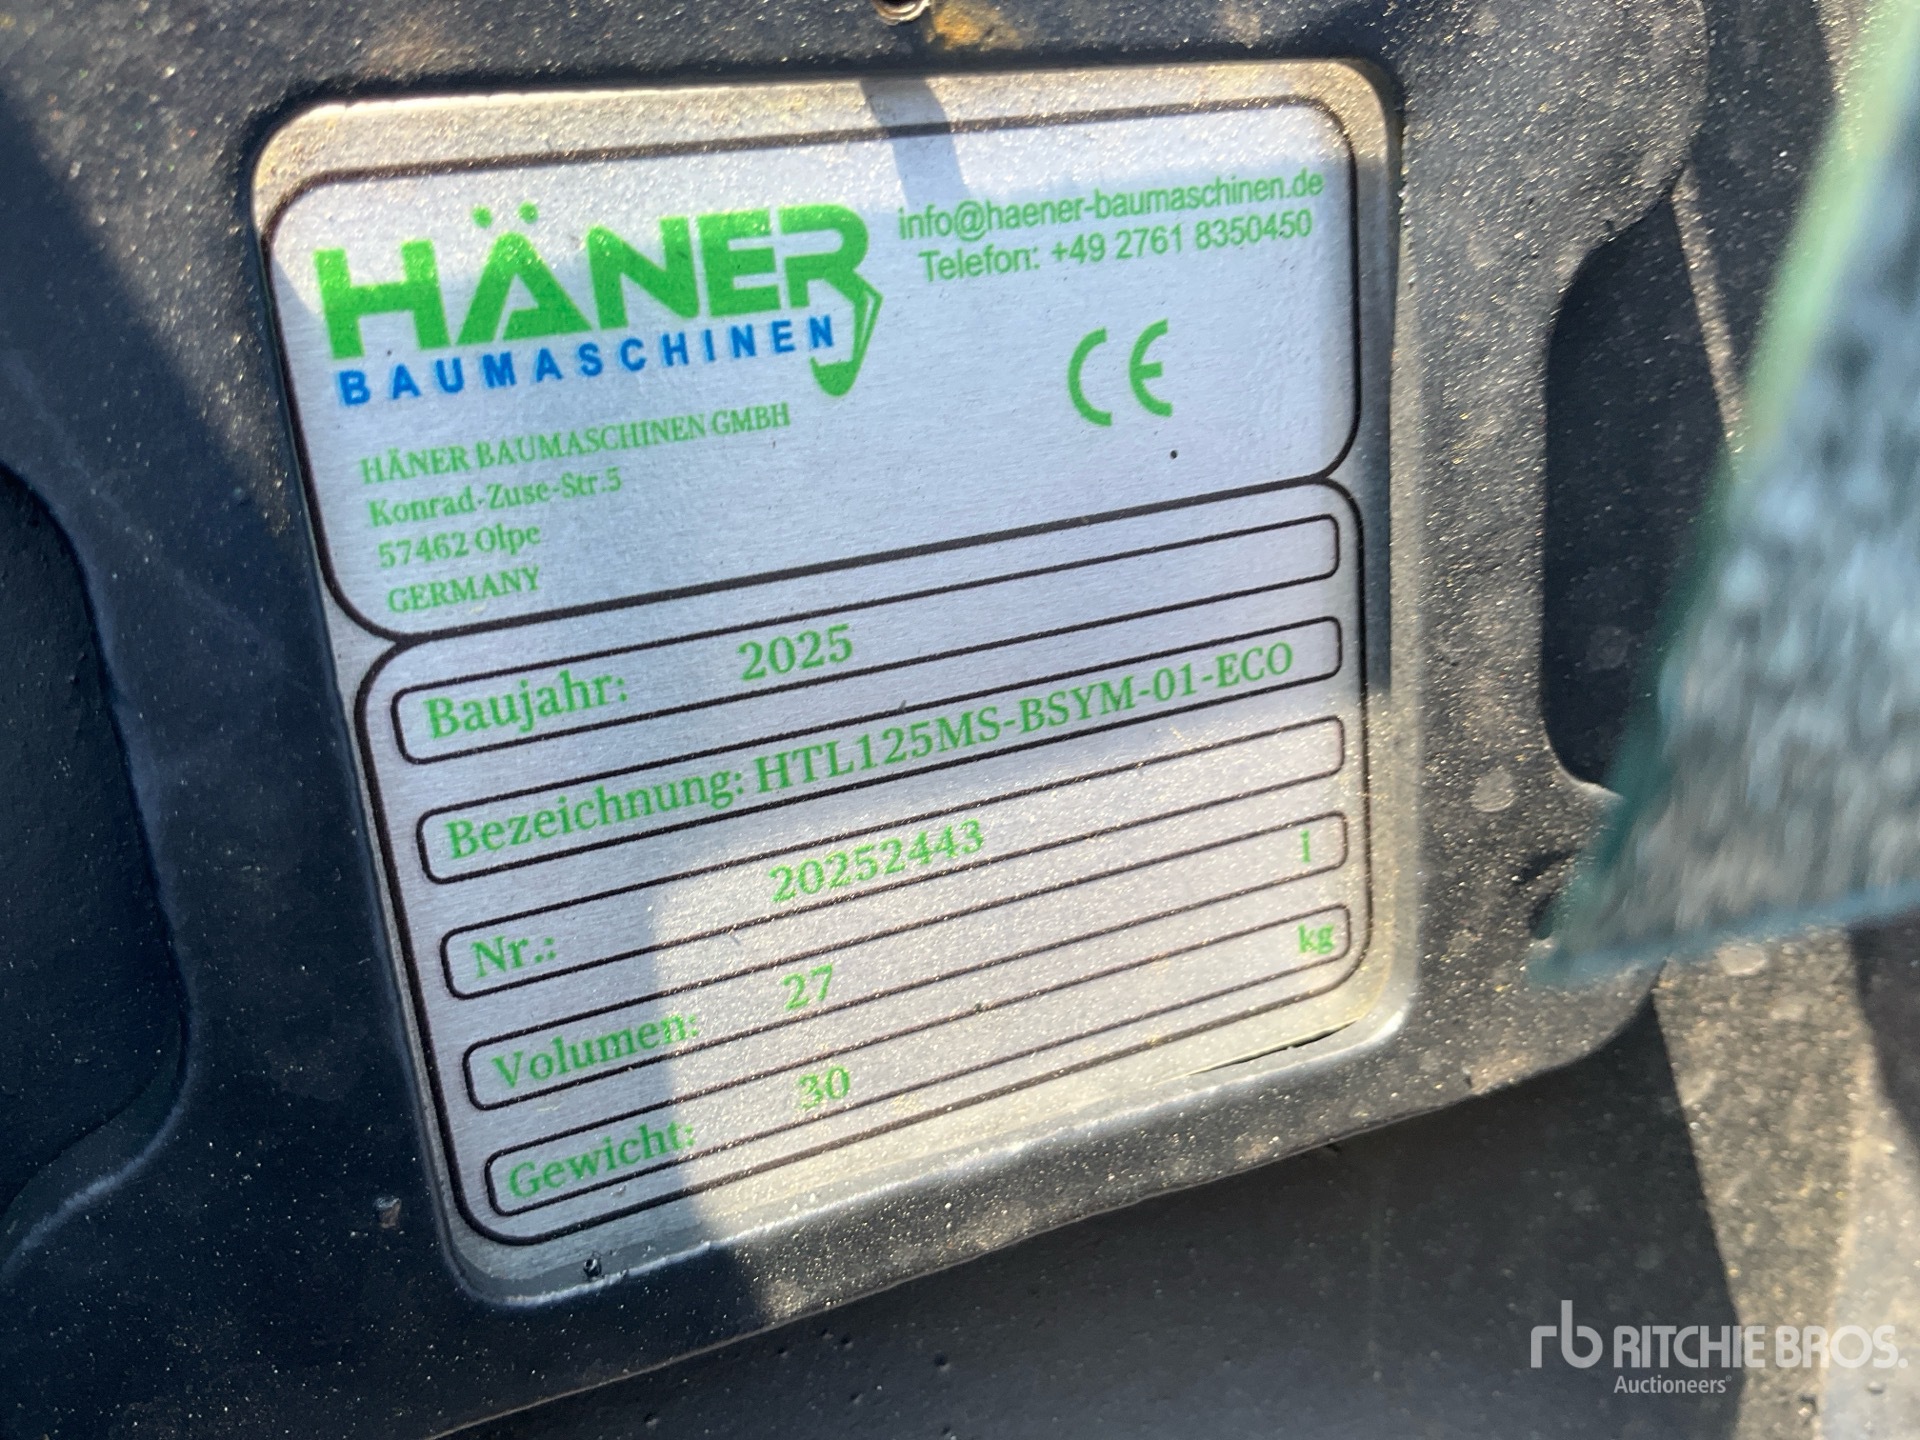 HÄNER
BAUMASCHINEN
info@haener-baumaschinen.de
Telefon: +49 2761 8350450
CE
HÄNER BAUMASCHINEN GMBH
Konrad-Zuse-Str.5
57462 Olpe
GERMANY
Baujahr: 2025
Bezeichnung: HTL125MS-BSYM-01-ECO
Nr.: 20252443
Volumen: 27 l
Gewicht: 30 kg
rb RITCHIE BROS.
Auctioneers